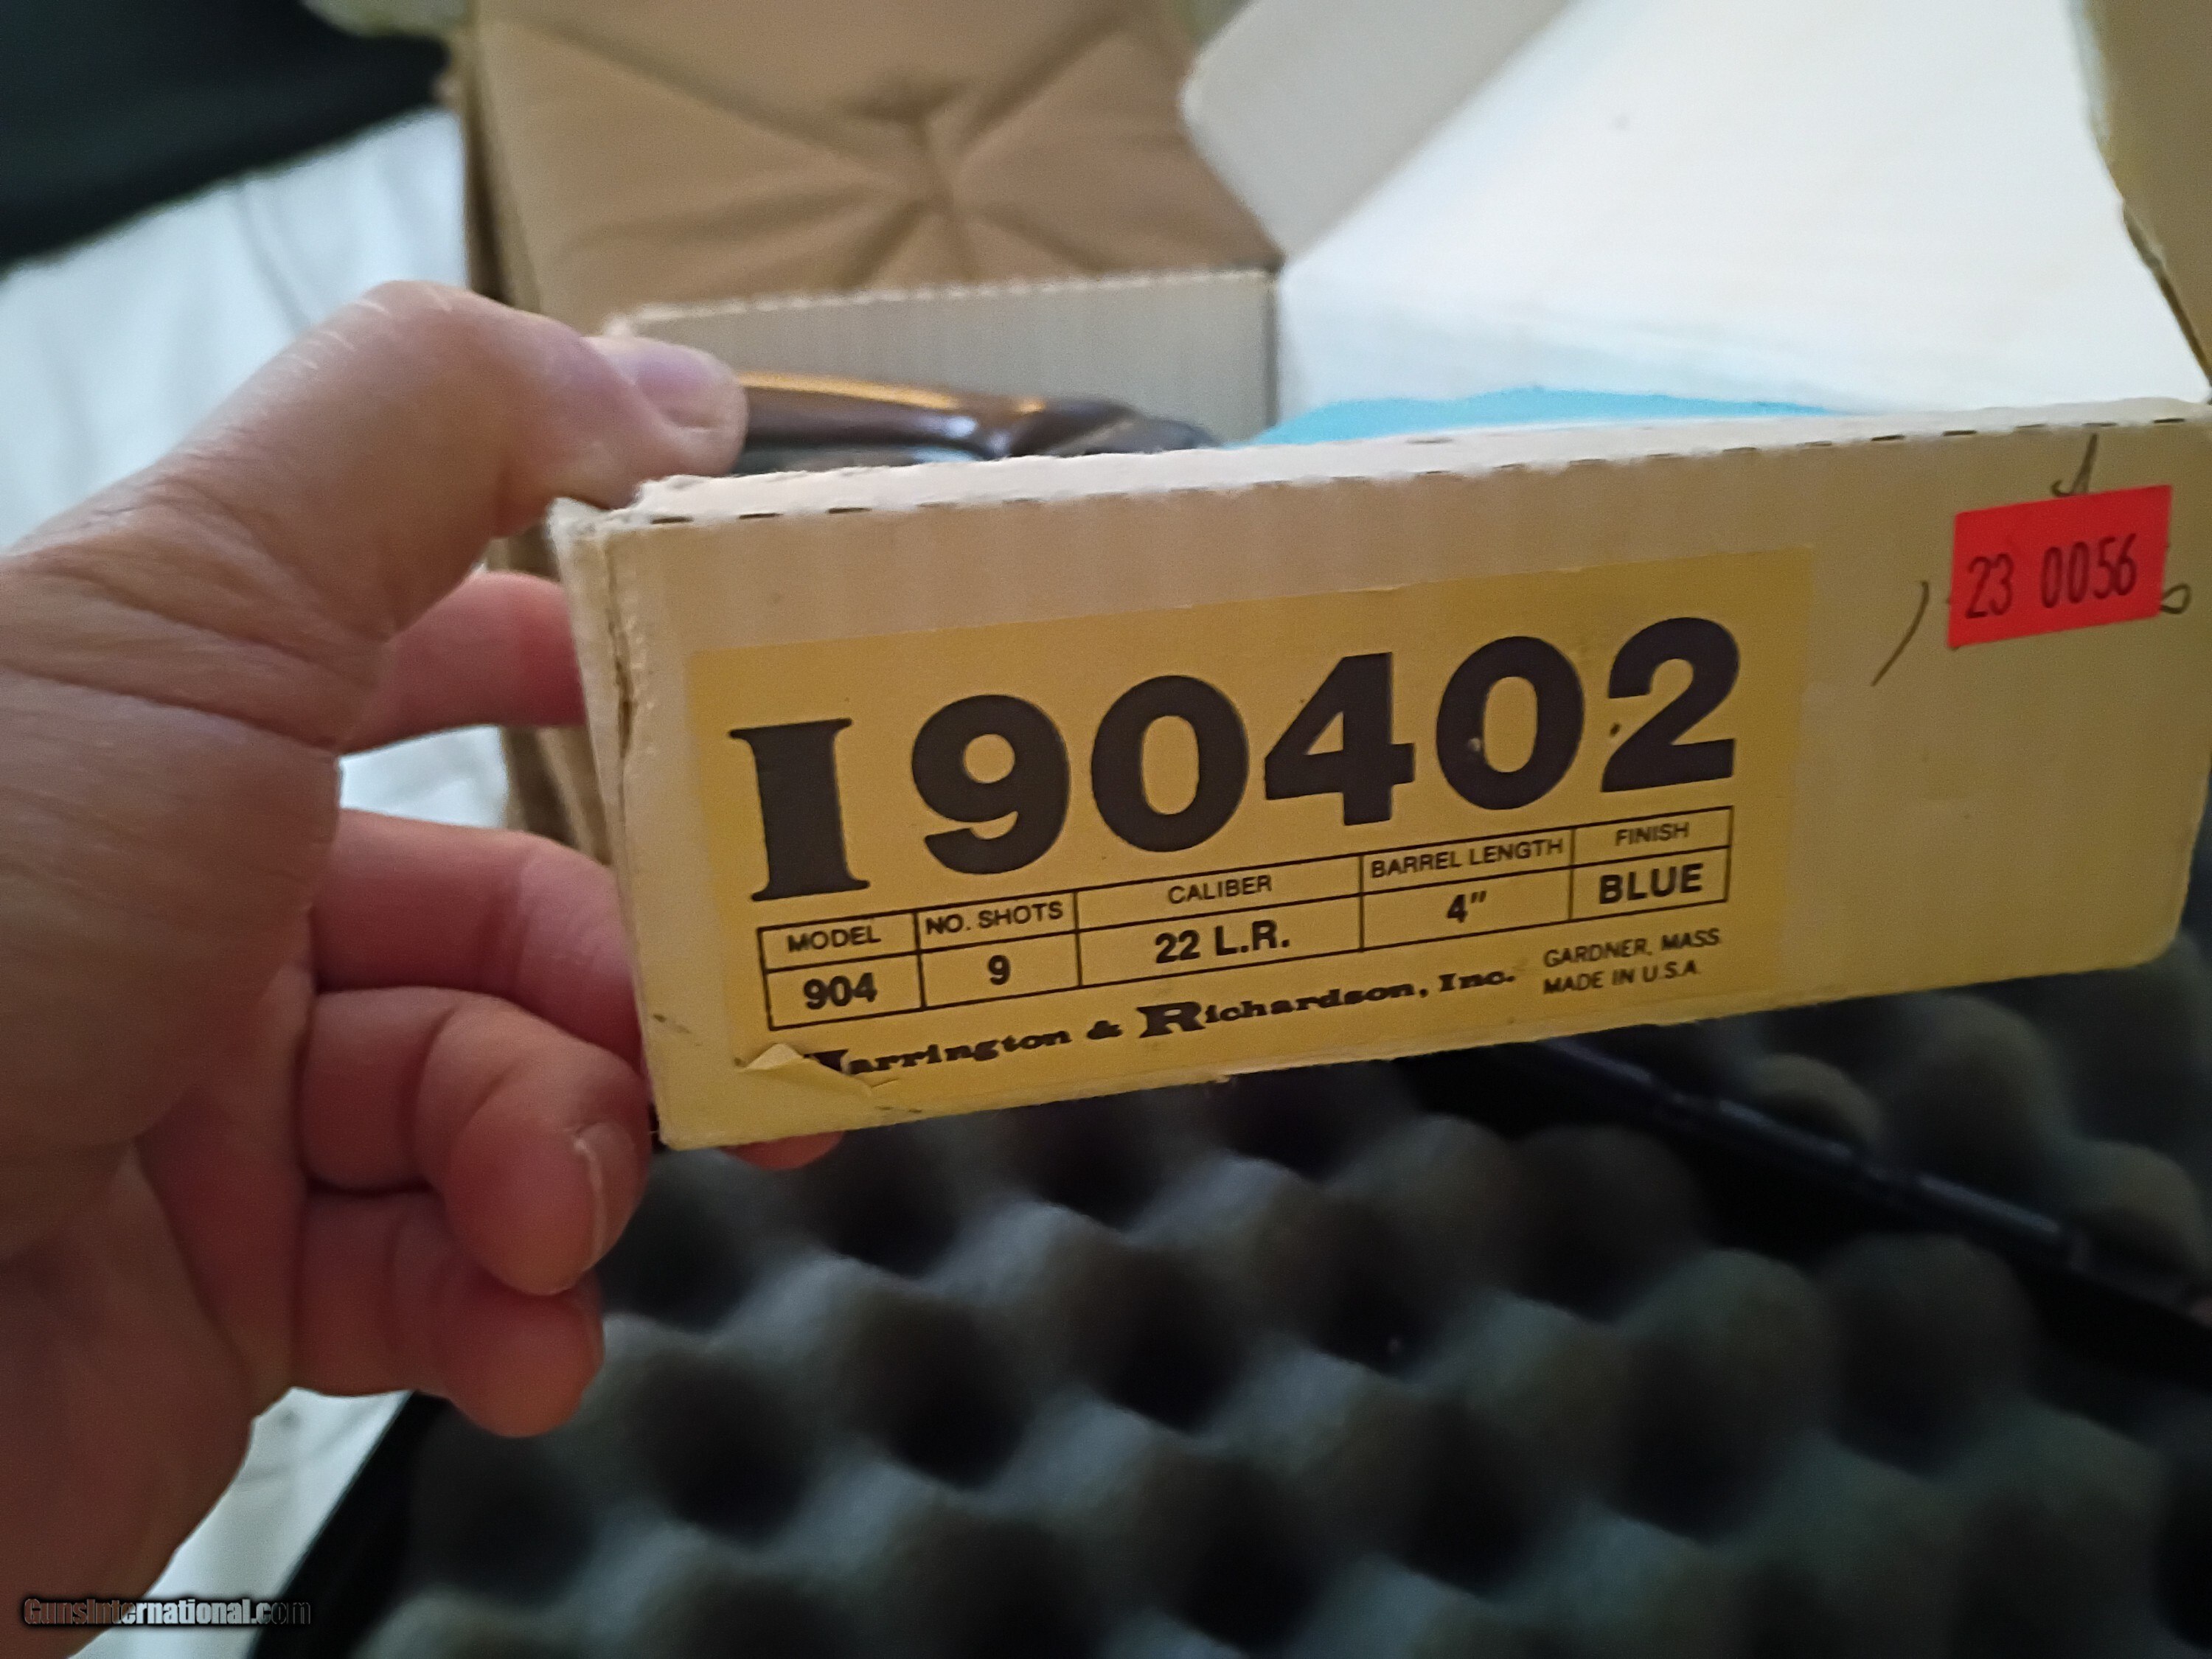 23 0056
I 90402
MODEL NO. SHOTS CALIBER BARREL LENGTH FINISH
904 9 22 L.R. 4" BLUE
Harrington & Richardson, Inc. GARDNER, MASS.
MADE IN U.S.A.
GunsInternational.com